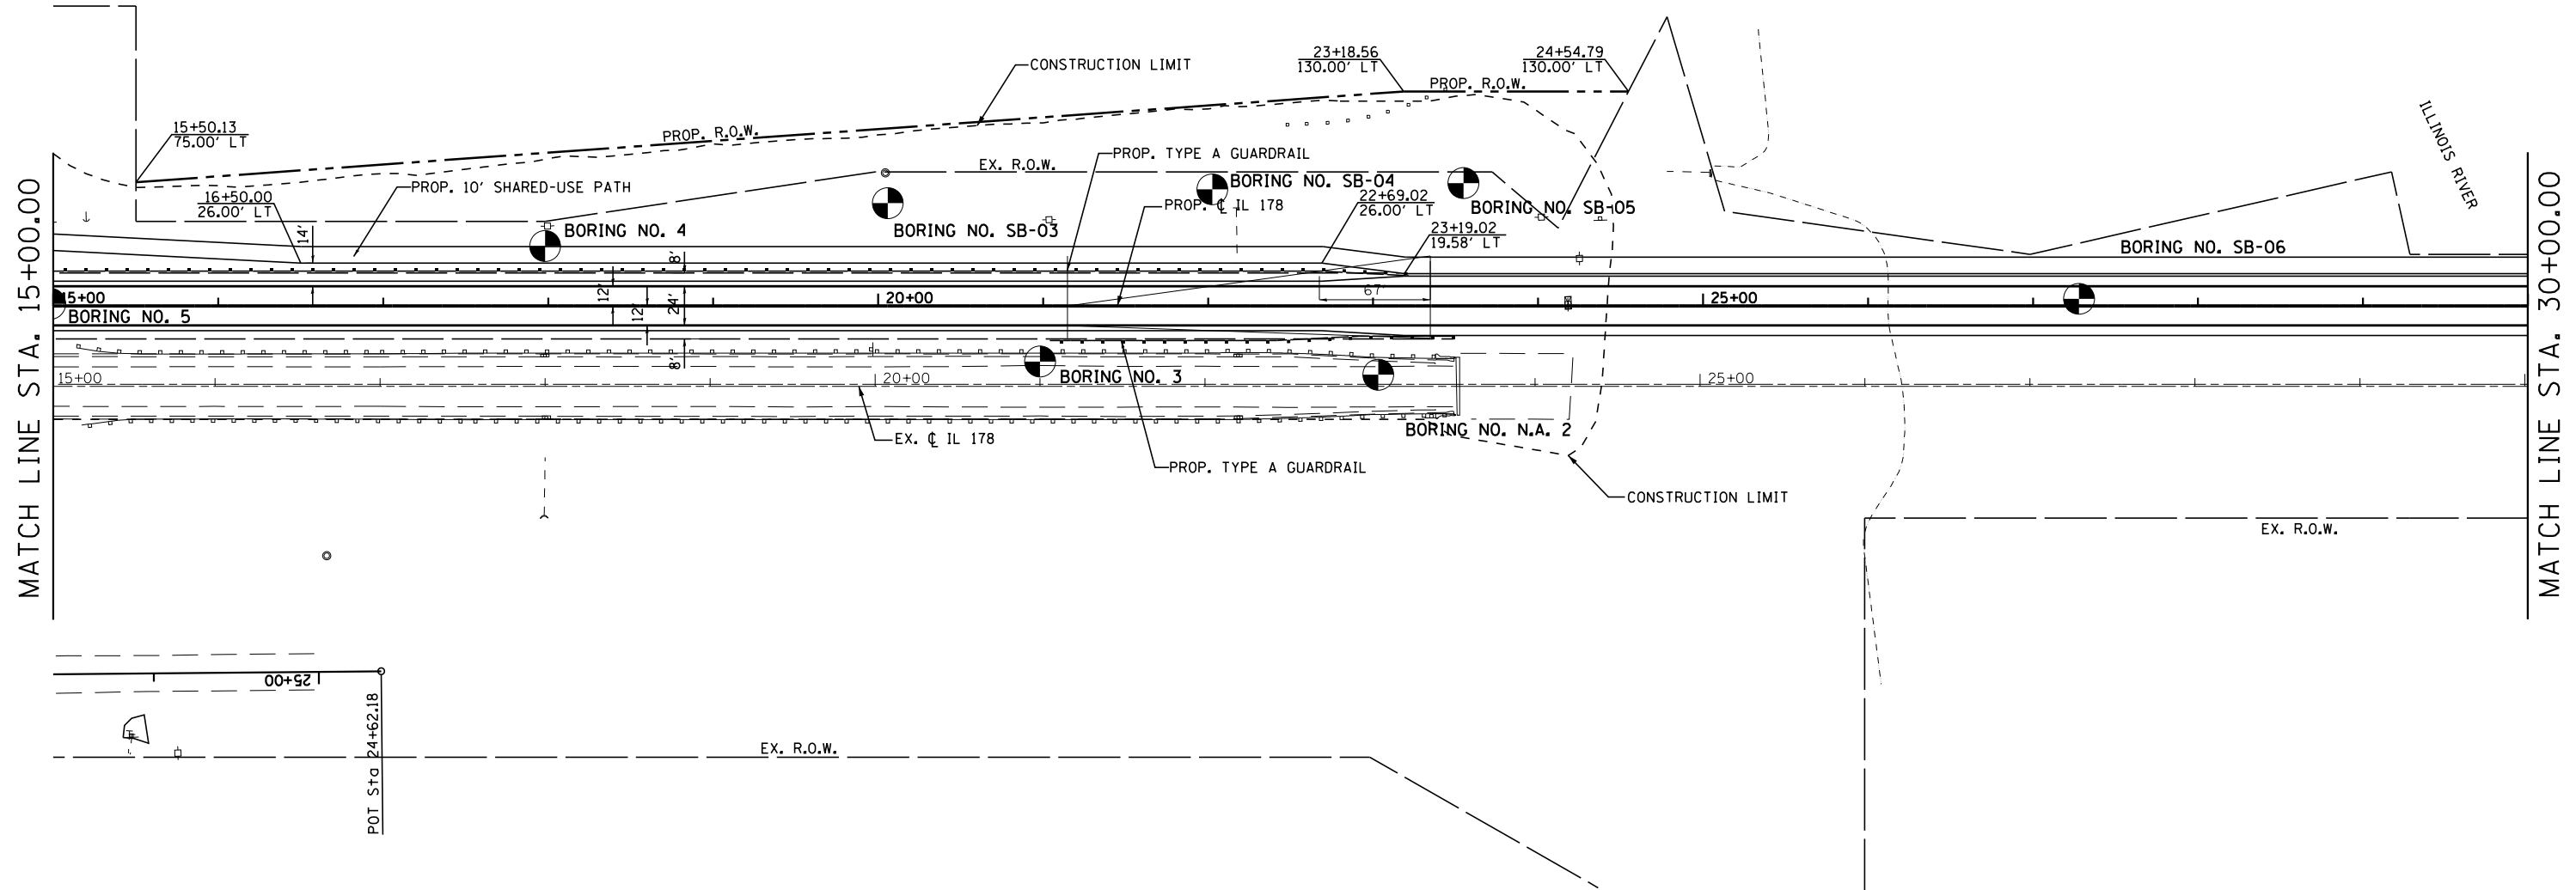 MATCH LINE STA. 15+00.00
15+50.13
75.00' LT
PROP. R.O.W.
CONSTRUCTION LIMIT
23+18.56
130.00' LT
PROP. R.O.W.
24+54.79
130.00' LT
ILLINOIS RIVER
16+50.00
26.00' LT
14'
PROP. 10' SHARED-USE PATH
EX. R.O.W.
PROP. TYPE A GUARDRAIL
BORING NO. 4
BORING NO. SB-03
BORING NO. SB-04
PROP. ℄ IL 178
22+69.02
26.00' LT
BORING NO. SB-05
23+19.02
19.58' LT
BORING NO. SB-06
8'
12'
12'
24'
67
15+00
20+00
25+00
BORING NO. 5
8'
15+00
20+00
25+00
BORING NO. 3
BORING NO. N.A. 2
EX. ℄ IL 178
PROP. TYPE A GUARDRAIL
CONSTRUCTION LIMIT
EX. R.O.W.
25+00
POT Sta 24+62.18
EX. R.O.W.
MATCH LINE STA. 30+00.00